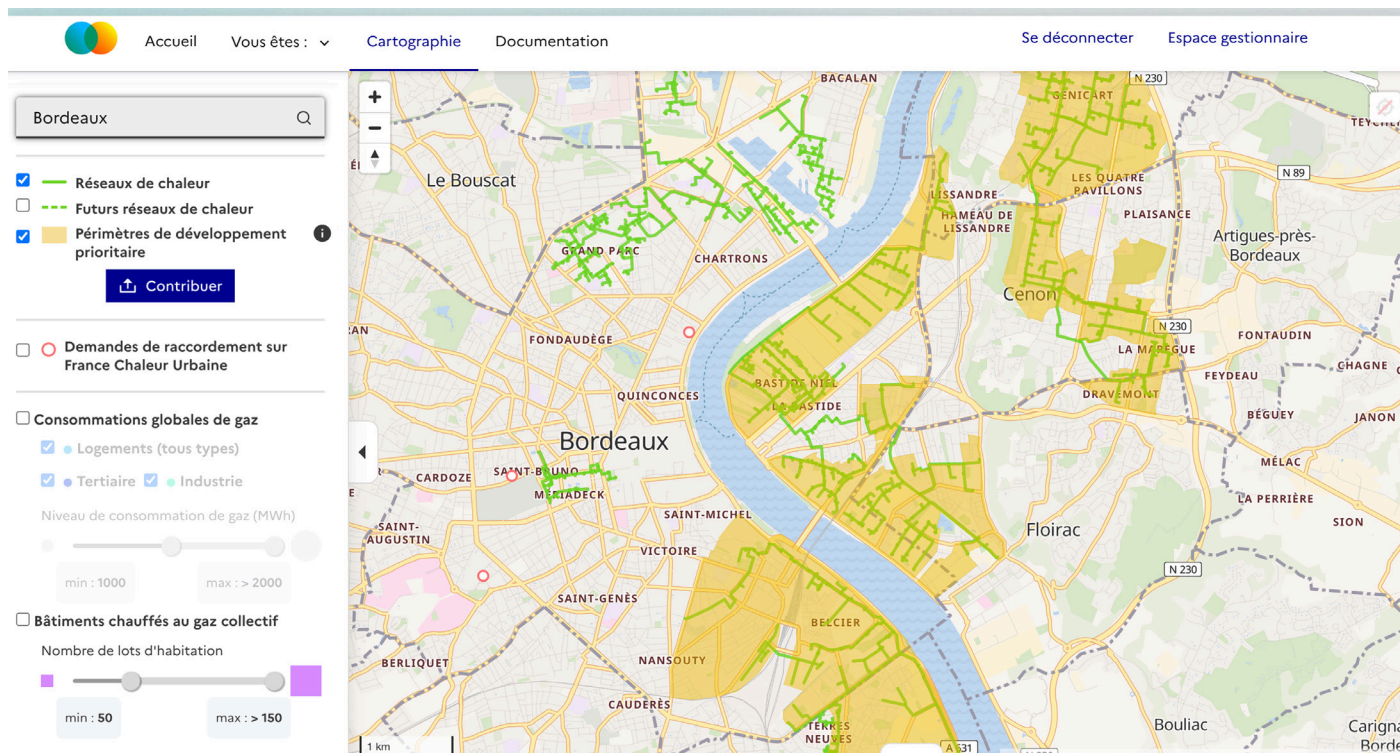 Accueil
Vous êtes :
Cartographie
Documentation
Se déconnecter
Espace gestionnaire
Bordeaux
Réseaux de chaleur
Futurs réseaux de chaleur
Périmètres de développement
prioritaire
Contribuer
Demandes de raccordement sur
France Chaleur Urbaine
Consommations globales de gaz
Logements (tous types)
Tertiaire
Industrie
Niveau de consommation de gaz (MWh)
min : 1000
max : > 2000
Bâtiments chauffés au gaz collectif
Nombre de lots d'habitation
min : 50
max : > 150
BACALAN
N 230
GÉNICART
Le Bouscat
N 89
LES QUATRE
PAVILLONS
LISSANDRE
PLAISANCE
HAMEAU DE
LISSANDRE
Artigues-près-
Bordeaux
GRAND PARC
CHARTRONS
Cenon
N 230
FONDAUDÈGE
FONTAUDIN
LA MARÈGUE
CHAGNE
FEYDEAU
BASTIDE NIEL
DRAVEMONT
QUINCONCES
LA BASTIDE
BÉGUEY
JANON
Bordeaux
MÉLAC
CARDOZE
SAINT-BRUNO
MÉRIADECK
LA PERRIÈRE
SAINT-MICHEL
SION
SAINT-
AUGUSTIN
Floirac
VICTOIRE
N 230
SAINT-GENÈS
BELCIER
BERLIQUET
NANSOUTY
CAUDÉRÈS
TERRES
NEUVES
Bouliac
1 km
A 631